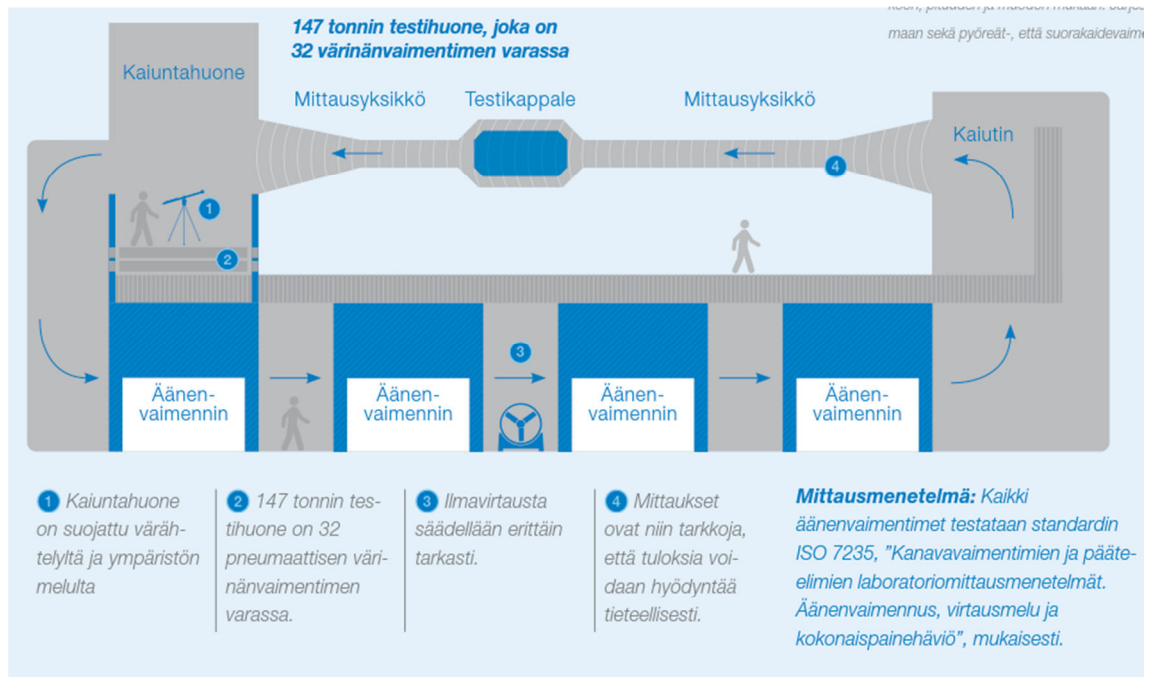 147 tonnin testihuone, joka on
32 värinänvaimentimen varassa
maan sekä pyöreät-, että suorakaidevaime
Kaiuntahuone
Mittausyksikkö
Testikappale
Mittausyksikkö
Kaiutin
4
1
2
3
Äänen-
vaimennin
Äänen-
vaimennin
Äänen-
vaimennin
Äänen-
vaimennin
1 Kaiuntahuone
on suojattu väräh-
telyltä ja ympäristön
melulta
2 147 tonnin tes-
tihuone on 32
pneumaattisen väri-
nänvaimentimen
varassa.
3 Ilmavirtausta
säädellään erittäin
tarkasti.
4 Mittaukset
ovat niin tarkkoja,
että tuloksia voi-
daan hyödyntää
tieteellisesti.
Mittausmenetelmä: Kaikki
äänenvaimentimet testataan standardin
ISO 7235, ”Kanavavaimentimien ja pääte-
elimien laboratoriomittausmenetelmät.
Äänenvaimennus, virtausmelu ja
kokonaispainehäviö”, mukaisesti.